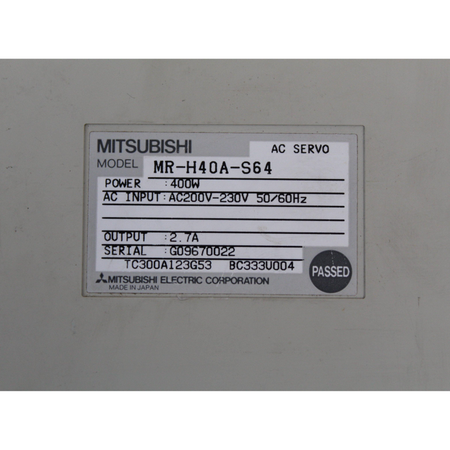 MITSUBISHI AC SERVO
MODEL MR-H40A-S64
POWER :400W
AC INPUT:AC200V-230V 50/60Hz
OUTPUT :2.7A
SERIAL :G09670022
TC300A123G53 BC333U004
PASSED
MITSUBISHI ELECTRIC CORPORATION
MADE IN JAPAN